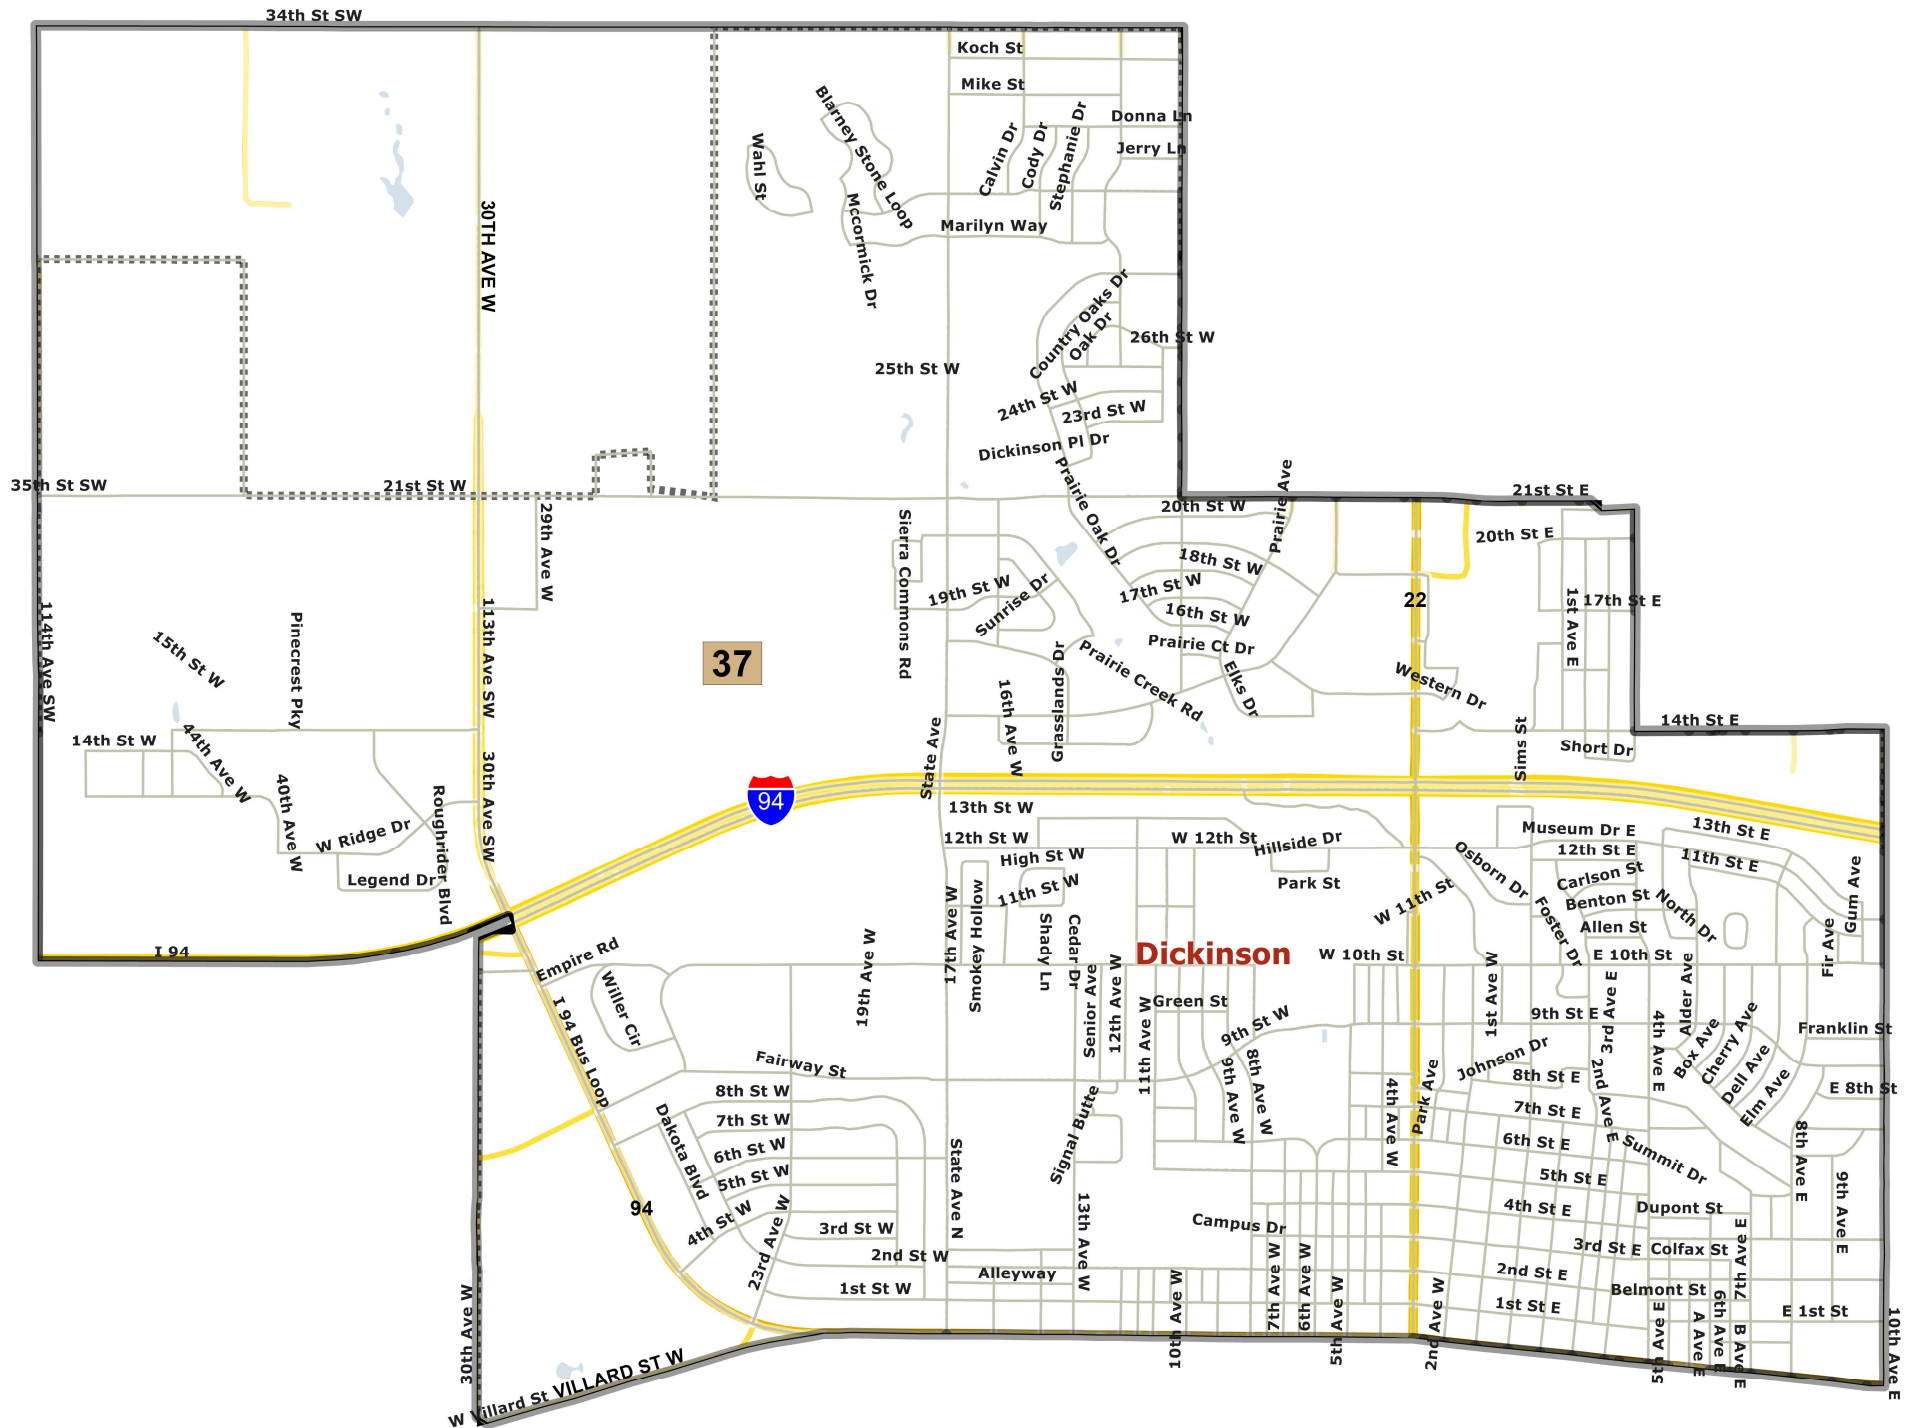 34th St SW
Koch St
Mike St
Donna Ln
Jerry Ln
Blarney Stone Loop
Wahl St
Calvin Dr
Cody Dr
Stephanie Dr
Mccormick Dr
Marilyn Way
30TH AVE W
Country Oaks Dr
Oak Dr
26th St W
25th St W
24th St W
23rd St W
Dickinson Pl Dr
35th St SW
21st St W
21st St E
Prairie Ave
Prairie Oak Dr
20th St W
20th St E
29th Ave W
Sierra Commons Rd
18th St W
17th St W
16th St W
19th St W
Sunrise Dr
22
1st Ave E
17th St E
114th Ave SW
113th Ave SW
15th St W
Pinecrest Pky
37
Prairie Ct Dr
Prairie Creek Rd
Elks Dr
Grasslands Dr
16th Ave W
Western Dr
14th St E
Sims St
Short Dr
14th St W
44th Ave W
40th Ave W
30th Ave SW
State Ave
94
13th St W
12th St W
W 12th St
Hillside Dr
Museum Dr E
13th St E
W Ridge Dr
Roughrider Blvd
Legend Dr
High St W
11th St W
Park St
Osborn Dr
12th St E
11th St E
Carlson St
Benton St
North Dr
Gum Ave
W 11th St
Foster Dr
Allen St
Fir Ave
17th Ave W
Smokey Hollow
Shapy Ln
Cedar Dr
Dickinson
W 10th St
E 10th St
I 94
Empire Rd
Willer Cir
19th Ave W
Senior Ave
12th Ave W
11th Ave W
Green St
9th St W
1st Ave W
9th St E
3rd Ave E
4th Ave E
Alder Ave
Box Ave
Cherry Ave
Dell Ave
Elm Ave
Franklin St
E 8th St
I 94 Bus Loop
Fairway St
8th St W
7th St W
6th St W
5th St W
4th St W
Dakota Blvd
23rd Ave W
3rd St W
2nd St W
1st St W
State Ave N
Signal Butte
9th Ave W
8th Ave W
4th Ave W
Park Ave
Johnson Dr
8th St E
2nd Ave E
7th St E
6th St E
5th St E
4th St E
3rd St E
2nd St E
1st St E
Summit Dr
8th Ave E
9th Ave E
Dupont St
Colfax St
Belmont St
7th Ave E
E 1st St
94
Alleyway
13th Ave W
Campus Dr
10th Ave W
7th Ave W
6th Ave W
5th Ave W
2nd Ave W
5th Ave E
A Ave E
6th Ave E
B Ave E
10th Ave E
30th Ave W
W Villard St
VILLARD ST W